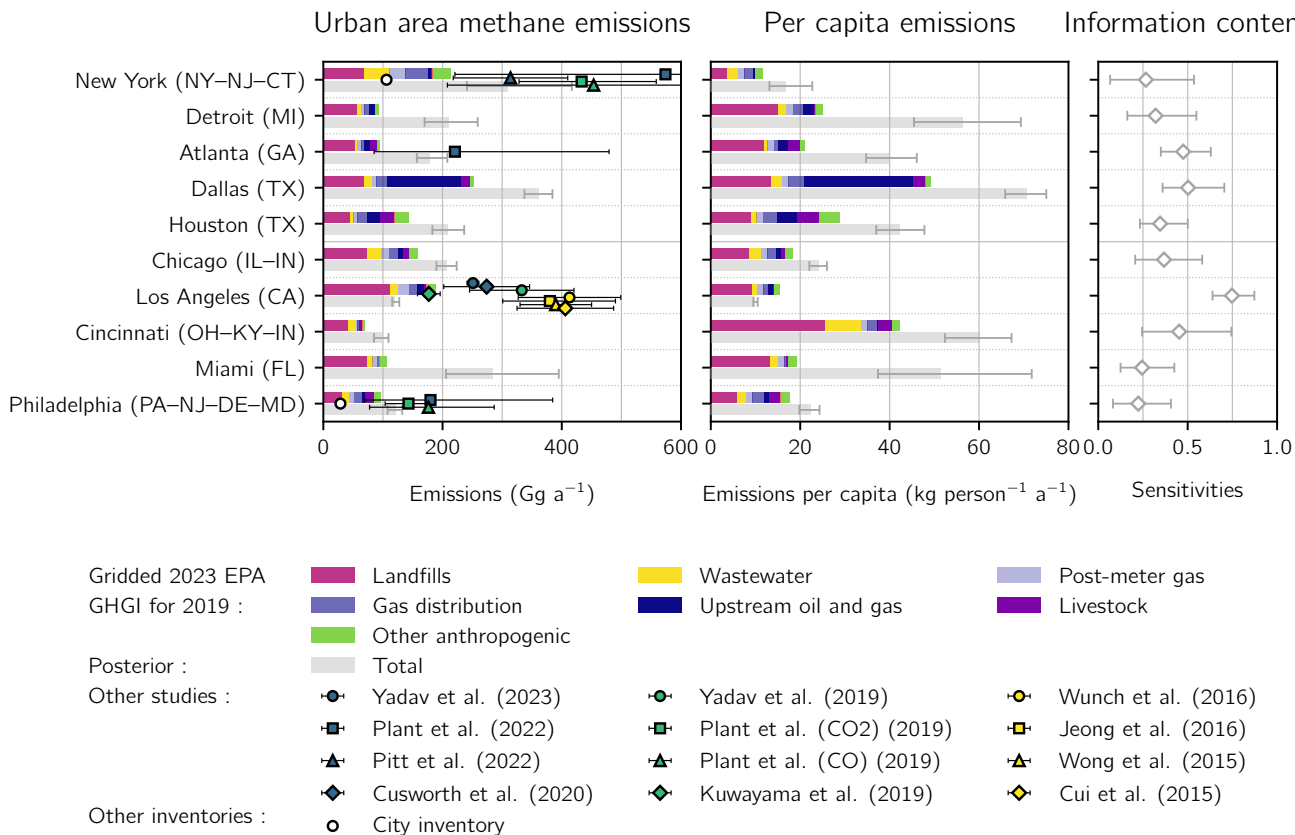 Urban area methane emissions
Per capita emissions
Information conter
New York (NY–NJ–CT)
Detroit (MI)
Atlanta (GA)
Dallas (TX)
Houston (TX)
Chicago (IL–IN)
Los Angeles (CA)
Cincinnati (OH–KY–IN)
Miami (FL)
Philadelphia (PA–NJ–DE–MD)
0 200 400 600
0 20 40 60 80
0.0 0.5 1.0
Emissions (Gg a⁻¹)
Emissions per capita (kg person⁻¹ a⁻¹)
Sensitivities
Gridded 2023 EPA Landfills Wastewater Post-meter gas
GHGI for 2019 : Gas distribution Upstream oil and gas Livestock
Other anthropogenic
Posterior : Total
Other studies : Yadav et al. (2023) Yadav et al. (2019) Wunch et al. (2016)
Plant et al. (2022) Plant et al. (CO2) (2019) Jeong et al. (2016)
Pitt et al. (2022) Plant et al. (CO) (2019) Wong et al. (2015)
Cusworth et al. (2020) Kuwayama et al. (2019) Cui et al. (2015)
Other inventories : City inventory